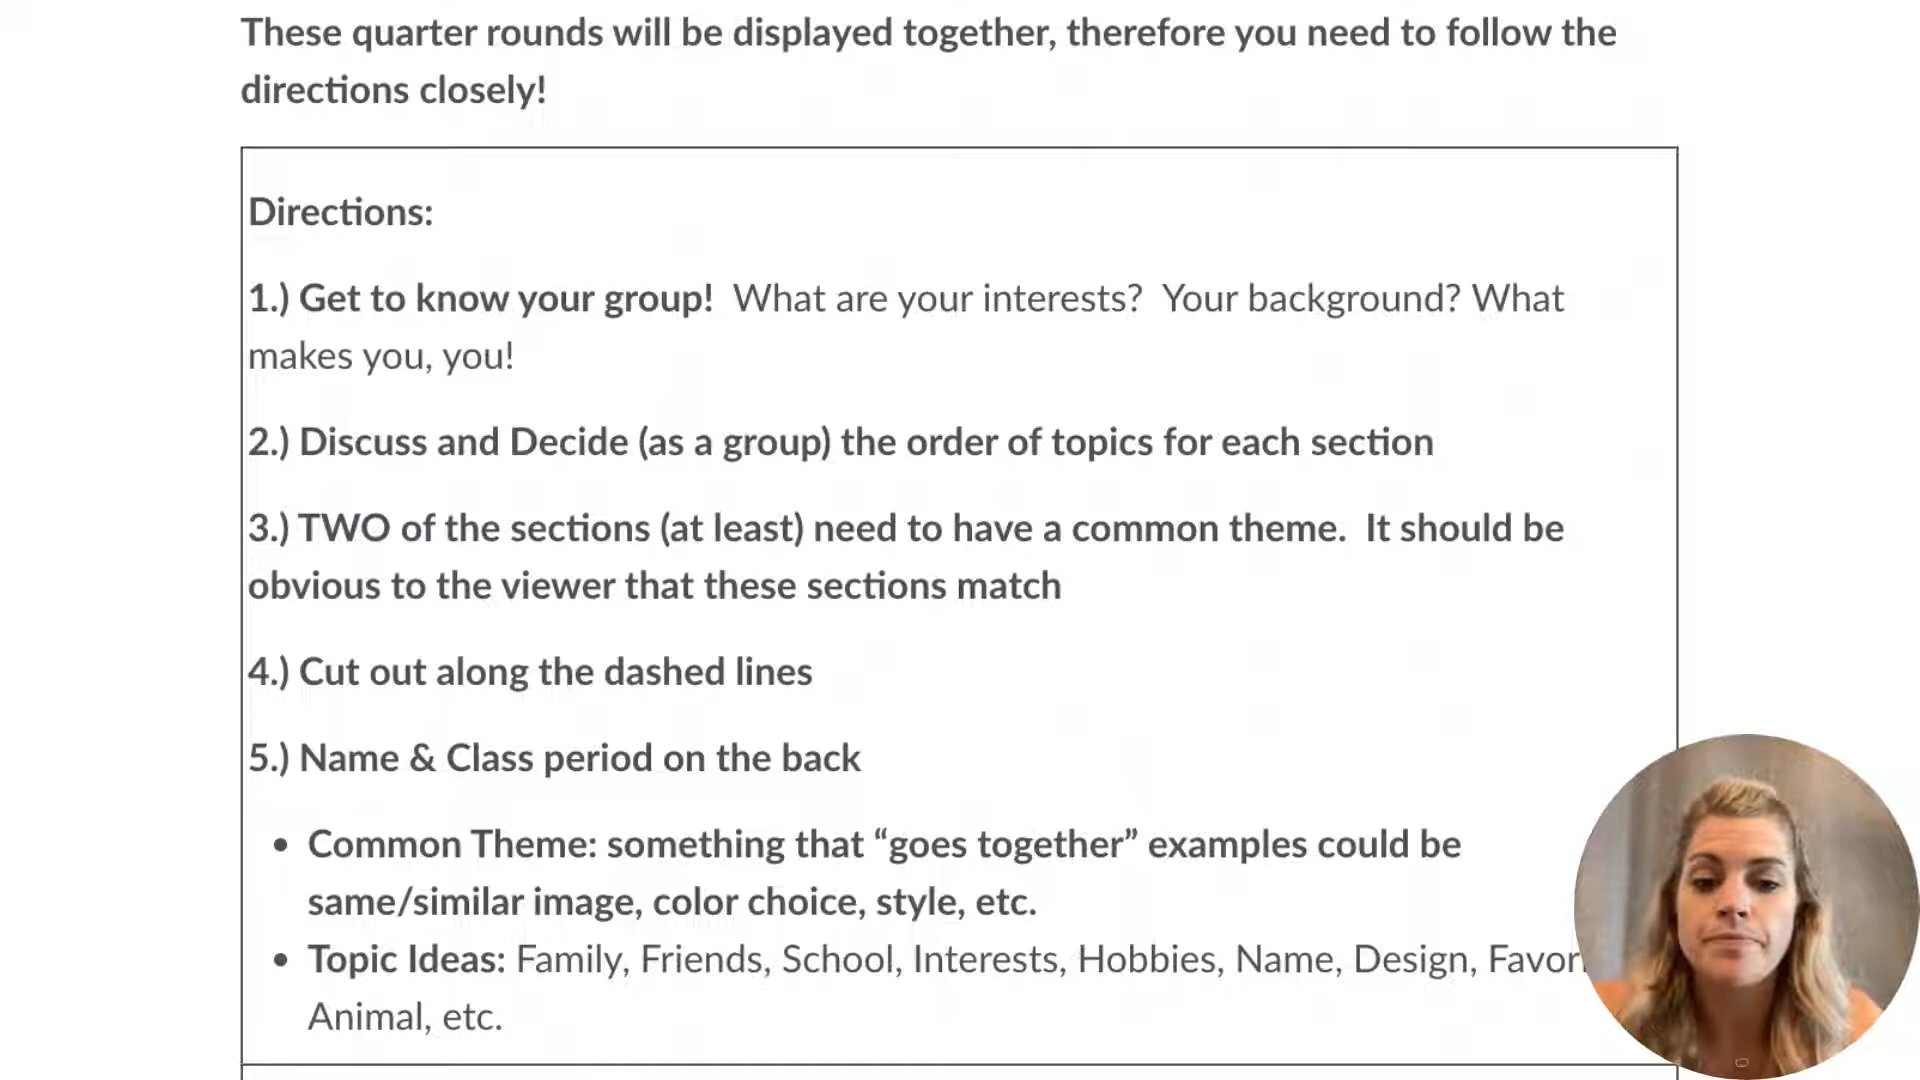 These quarter rounds will be displayed together, therefore you need to follow the
directions closely!
Directions:
1.) Get to know your group!  What are your interests?  Your background? What
makes you, you!
2.) Discuss and Decide (as a group) the order of topics for each section
3.) TWO of the sections (at least) need to have a common theme.  It should be
obvious to the viewer that these sections match
4.) Cut out along the dashed lines
5.) Name & Class period on the back
• Common Theme: something that “goes together” examples could be
same/similar image, color choice, style, etc.
• Topic Ideas: Family, Friends, School, Interests, Hobbies, Name, Design,
Animal, etc.